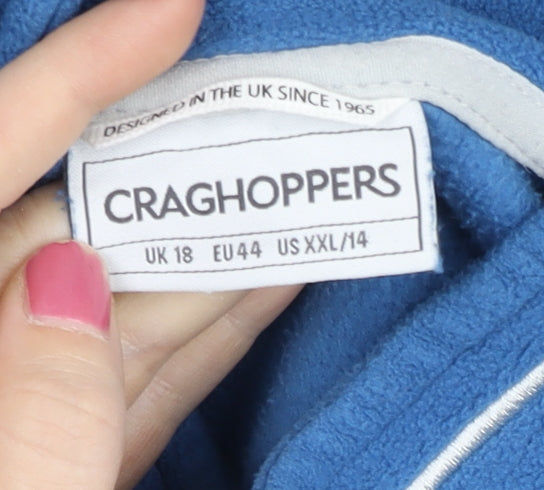 DESIGNED IN THE UK SINCE 1965
CRAGHOPPERS
UK 18 EU 44 US XXL/14